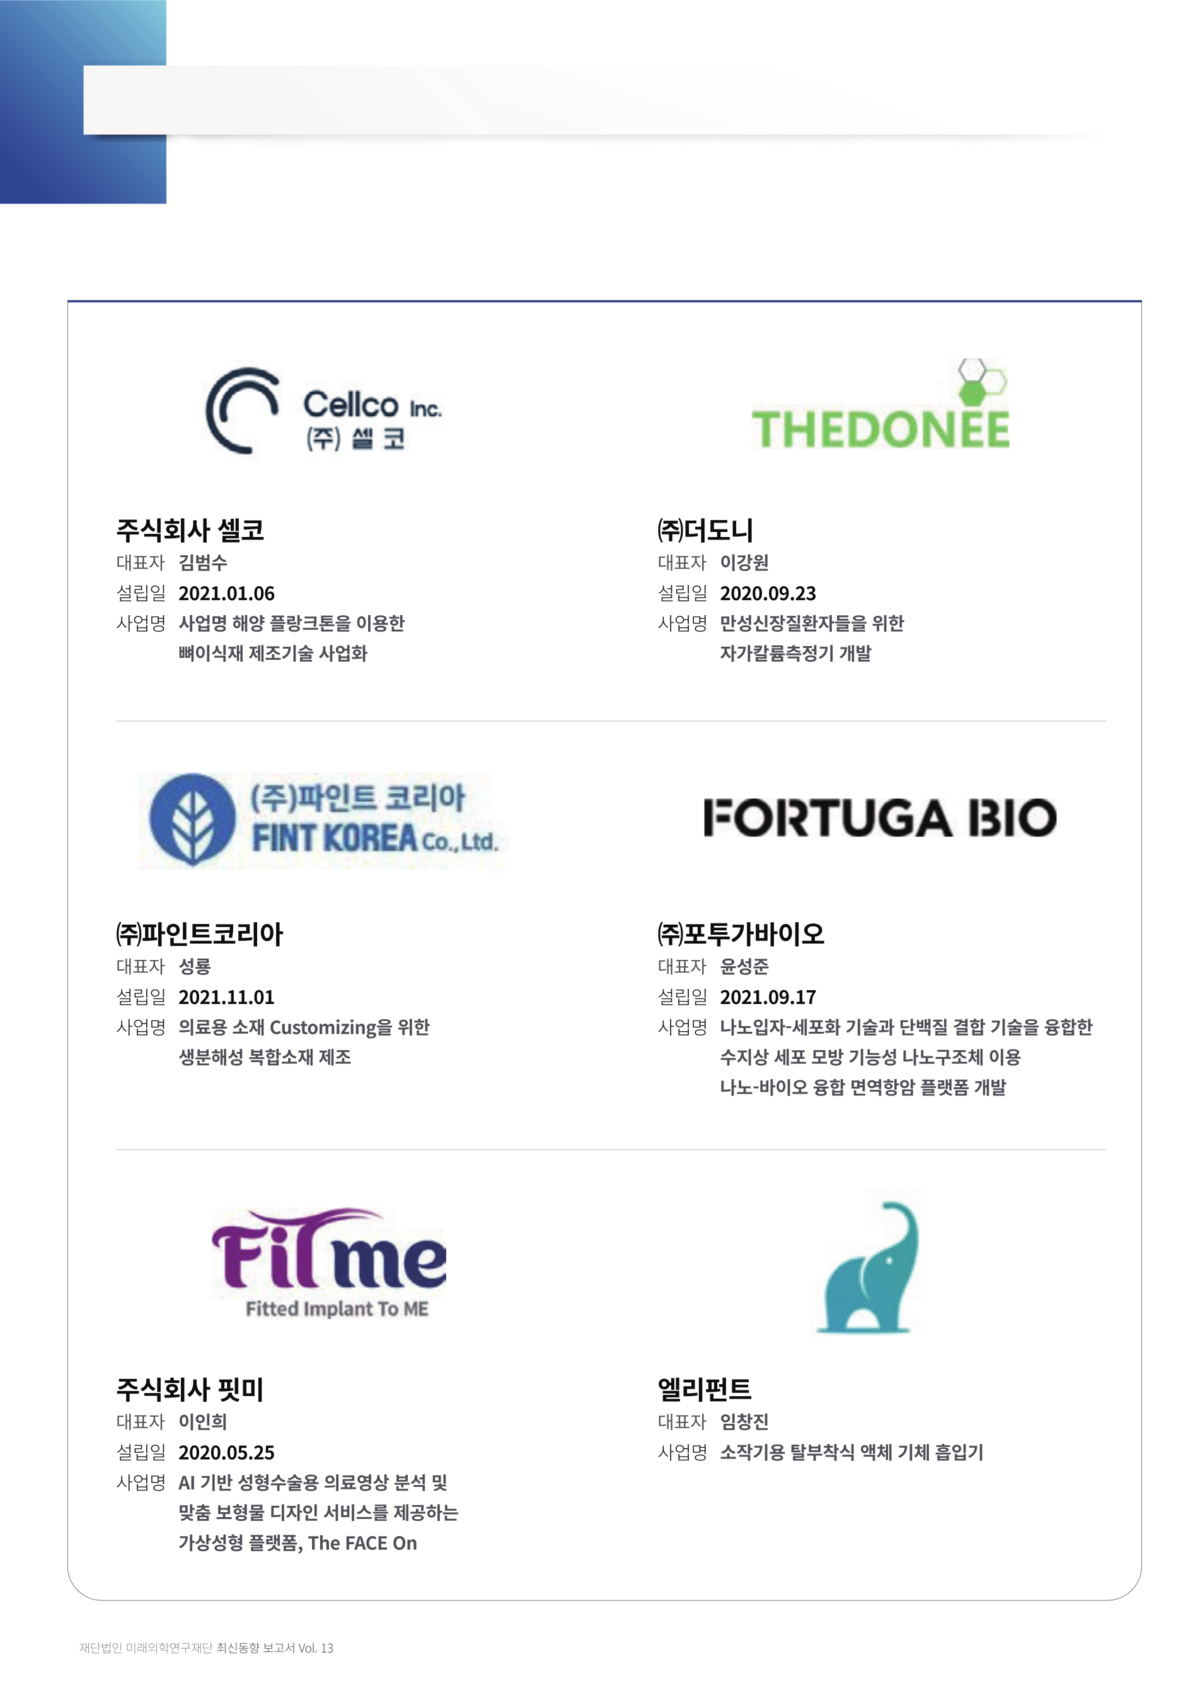 Cellco Inc.
(주) 셀 코
주식회사 셀코
대표자 김범수
설립일 2021.01.06
사업명 사업명 해양 플랑크톤을 이용한
뼈이식재 제조기술 사업화
THEDONEE
㈜더도니
대표자 이강원
설립일 2020.09.23
사업명 만성신장질환자들을 위한
자가칼륨측정기 개발
(주)파인트 코리아
FINT KOREA Co.,Ltd.
㈜파인트코리아
대표자 성룡
설립일 2021.11.01
사업명 의료용 소재 Customizing을 위한
생분해성 복합소재 제조
FORTUGA BIO
㈜포투가바이오
대표자 윤성준
설립일 2021.09.17
사업명 나노입자-세포화 기술과 단백질 결합 기술을 융합한
수지상 세포 모방 기능성 나노구조체 이용
나노-바이오 융합 면역항암 플랫폼 개발
FiT me
Fitted Implant To ME
주식회사 핏미
대표자 이인희
설립일 2020.05.25
사업명 AI 기반 성형수술용 의료영상 분석 및
맞춤 보형물 디자인 서비스를 제공하는
가상성형 플랫폼, The FACE On
엘리펀트
대표자 임창진
사업명 소작기용 탈부착식 액체 기체 흡입기
재단법인 미래의학연구재단 최신동향 보고서 Vol. 13